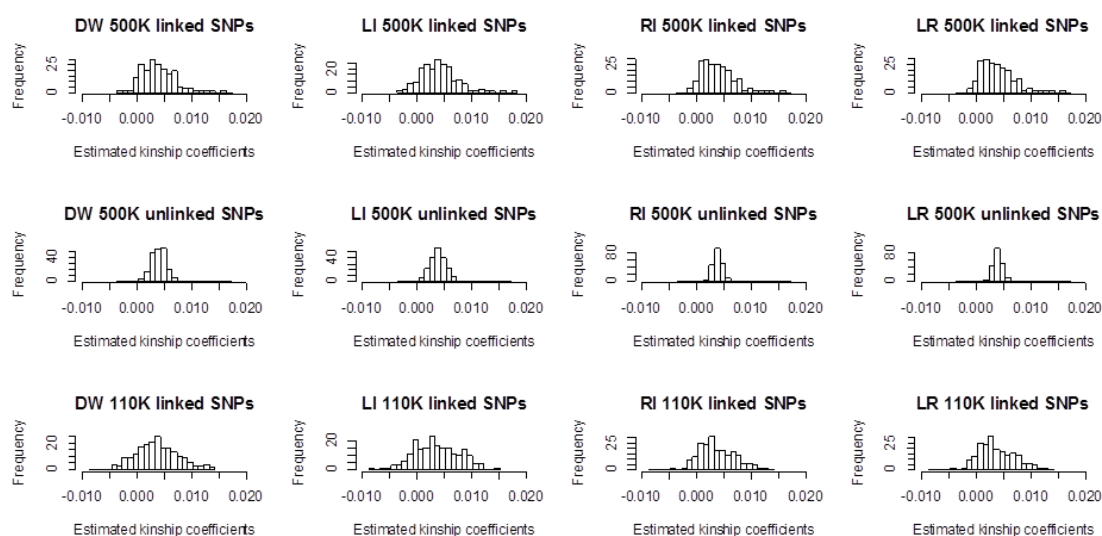 DW 500K linked SNPs
LI 500K linked SNPs
RI 500K linked SNPs
LR 500K linked SNPs
Frequency
0 25
Frequency
0 20
Frequency
0 25
Frequency
0 25
-0.010 0.000 0.010 0.020
-0.010 0.000 0.010 0.020
-0.010 0.000 0.010 0.020
-0.010 0.000 0.010 0.020
Estimated kinship coefficients
Estimated kinship coefficients
Estimated kinship coefficients
Estimated kinship coefficients
DW 500K unlinked SNPs
LI 500K unlinked SNPs
RI 500K unlinked SNPs
LR 500K unlinked SNPs
Frequency
0 40
Frequency
0 40
Frequency
0 80
Frequency
0 80
-0.010 0.000 0.010 0.020
-0.010 0.000 0.010 0.020
-0.010 0.000 0.010 0.020
-0.010 0.000 0.010 0.020
Estimated kinship coefficients
Estimated kinship coefficients
Estimated kinship coefficients
Estimated kinship coefficients
DW 110K linked SNPs
LI 110K linked SNPs
RI 110K linked SNPs
LR 110K linked SNPs
Frequency
0 20
Frequency
0 20
Frequency
0 25
Frequency
0 25
-0.010 0.000 0.010 0.020
-0.010 0.000 0.010 0.020
-0.010 0.000 0.010 0.020
-0.010 0.000 0.010 0.020
Estimated kinship coefficients
Estimated kinship coefficients
Estimated kinship coefficients
Estimated kinship coefficients